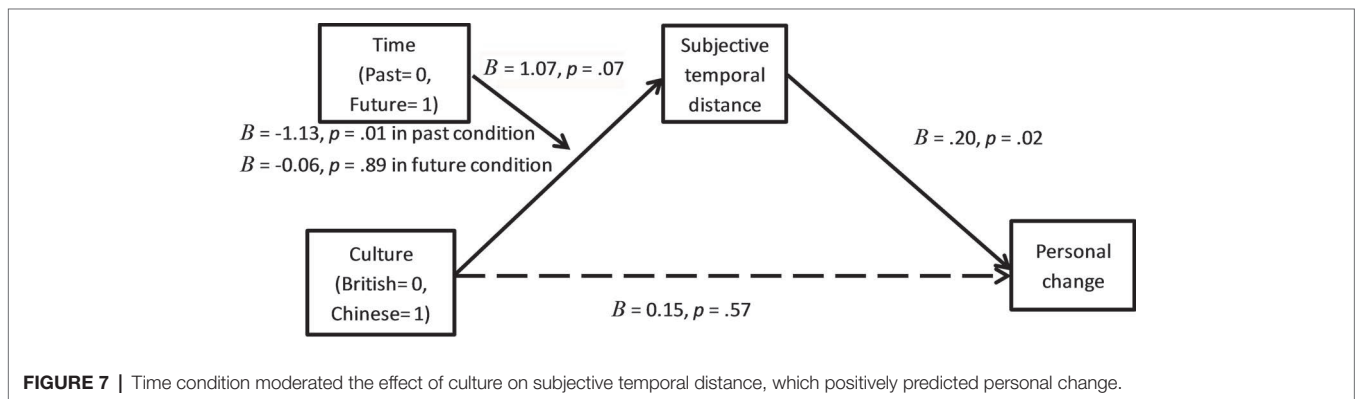 Time
(Past= 0,
Future= 1)
B = 1.07, p = .07
Subjective
temporal
distance
B = -1.13, p = .01 in past condition
B = -0.06, p = .89 in future condition
B = .20, p = .02
Culture
(British= 0,
Chinese= 1)
Personal
change
B = 0.15, p = .57
FIGURE 7 | Time condition moderated the effect of culture on subjective temporal distance, which positively predicted personal change.